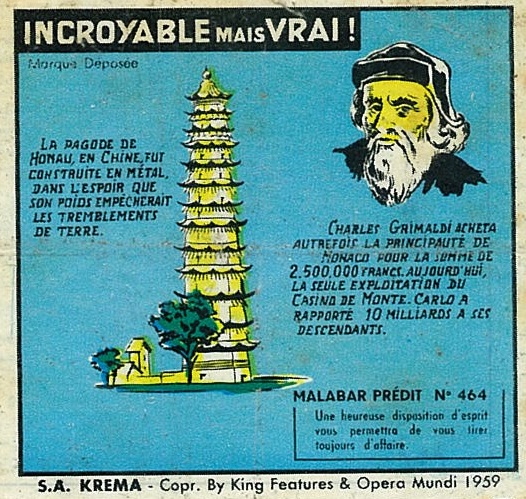 INCROYABLE MAIS VRAI !
Marque Déposée
LA PAGODE DE
HONAU, EN CHINE, FUT
CONSTRUITE EN MÉTAL,
DANS L'ESPOIR QUE
SON POIDS EMPÊCHERAIT
LES TREMBLEMENTS
DE TERRE.
CHARLES GRIMALDI ACHETA
AUTREFOIS LA PRINCIPAUTÉ DE
MONACO POUR LA SOMME DE
2.500.000 FRANCS. AUJOURD'HUI,
LA SEULE EXPLOITATION DU
CASINO DE MONTE. CARLO A
RAPPORTÉ 10 MILLIARDS A SES
DESCENDANTS.
MALABAR PRÉDIT N° 464
Une heureuse disposition d'esprit
vous permettra de vous tirer
toujours d'affaire.
S.A. KREMA - Copr. By King Features & Opera Mundi 1959